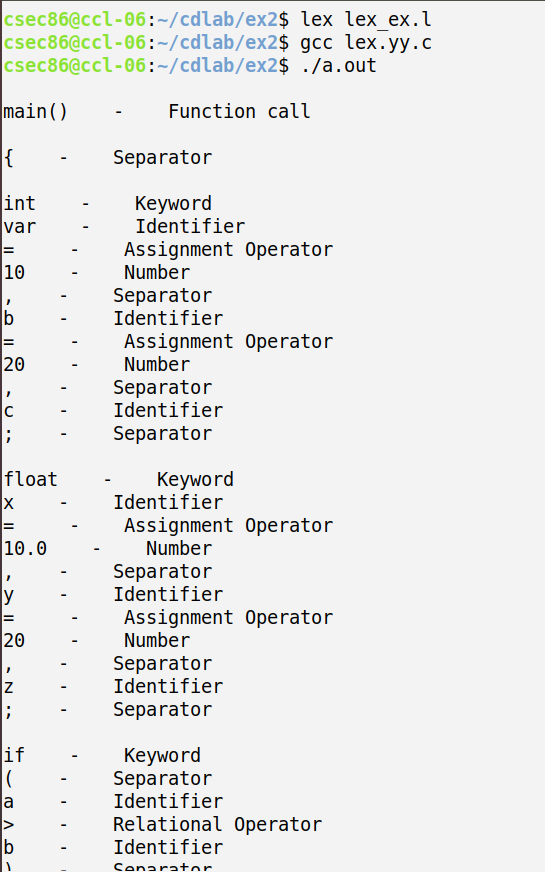 csec86@ccl-06:~/cdlab/ex2$ lex lex_ex.l
csec86@ccl-06:~/cdlab/ex2$ gcc lex.yy.c
csec86@ccl-06:~/cdlab/ex2$ ./a.out
main()    -    Function call
{    -    Separator
int    -    Keyword
var    -    Identifier
=     -    Assignment Operator
10    -    Number
,    -    Separator
b    -    Identifier
=     -    Assignment Operator
20    -    Number
,    -    Separator
c    -    Identifier
;    -    Separator
float    -    Keyword
x    -    Identifier
=     -    Assignment Operator
10.0    -    Number
,    -    Separator
y    -    Identifier
=     -    Assignment Operator
20    -    Number
,    -    Separator
z    -    Identifier
;    -    Separator
if    -    Keyword
(    -    Separator
a    -    Identifier
>    -    Relational Operator
b    -    Identifier
)    -    Separator